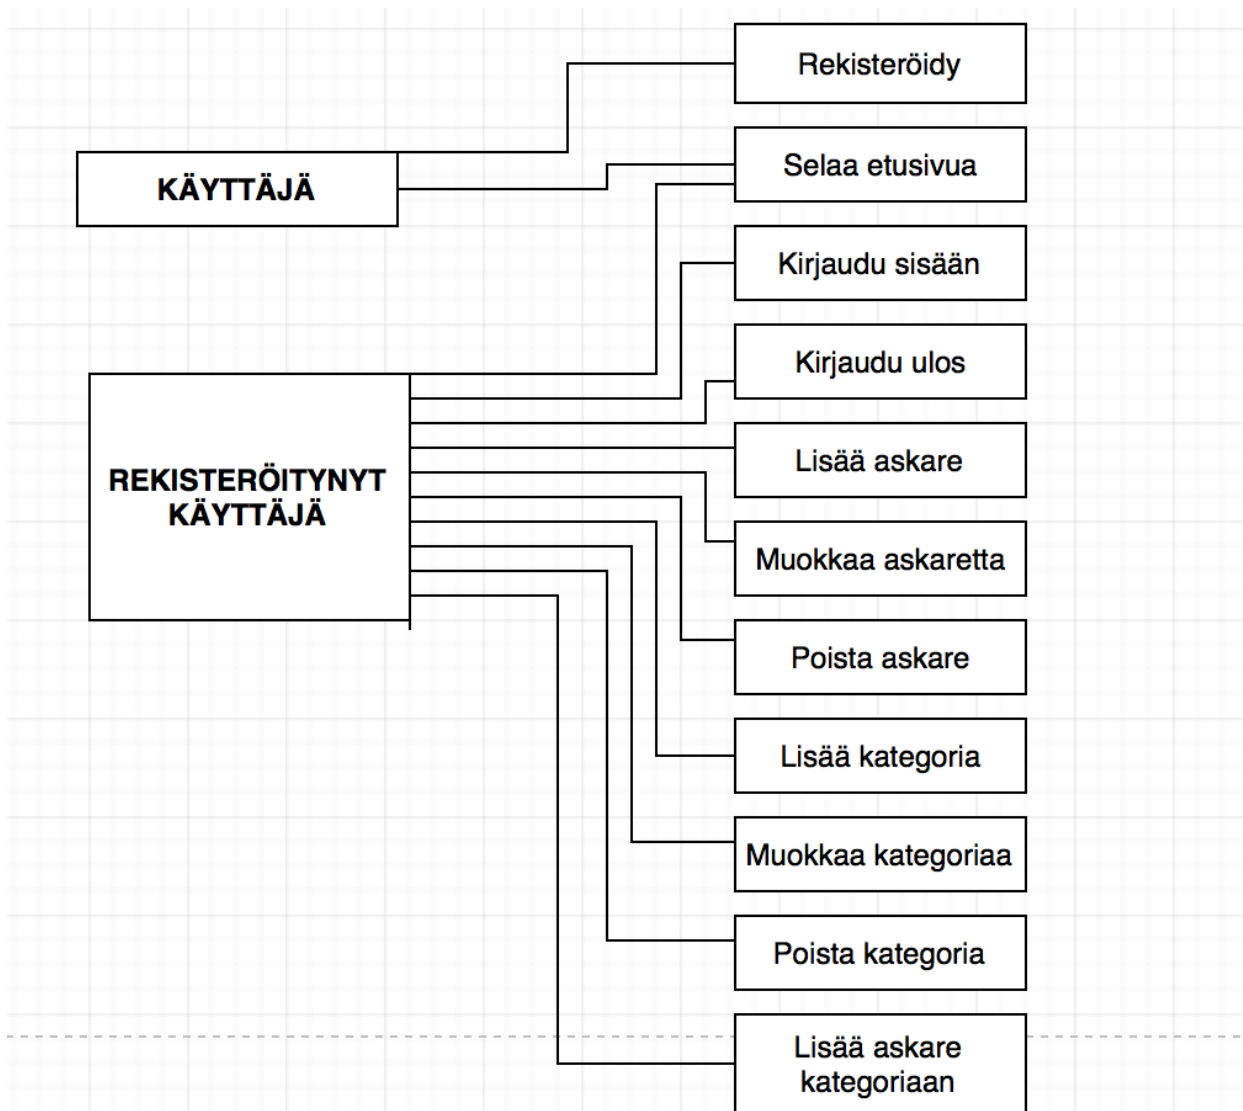 KÄYTTÄJÄ
REKISTERÖITYNYT
KÄYTTÄJÄ
Rekisteröidy
Selaa etusivua
Kirjaudu sisään
Kirjaudu ulos
Lisää askare
Muokkaa askaretta
Poista askare
Lisää kategoria
Muokkaa kategoriaa
Poista kategoria
Lisää askare
kategoriaan